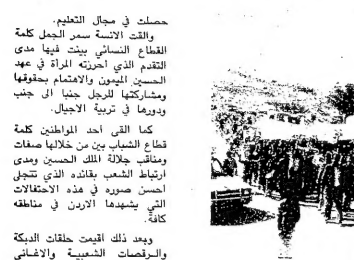 حصلت في مجال التعليم.
والقت الانسة سمر الجمل كلمة
القطاع النسائي بينت فيها مدى
التقدم الذي احرزته المرأة في عهد
الحسين الميمون والاهتمام بحقوقها
ومشاركتها للرجل جنبا الى جنب
ودورها في تربية الاجيال.
كما القى أحد المواطنين كلمة
قطاع الشباب بين من خلالها صفات
ومناقب جلالة الملك الحسين ومدى
أرتباط الشعب بقائده الذي تتجلى
أحسن صوره في هذه الاحتفالات
التي يشهدها الاردن في مناطقه
كافة.
وبعد ذلك اقيمت حلقات الدبكة
والرقصات الشعبية والاغاني